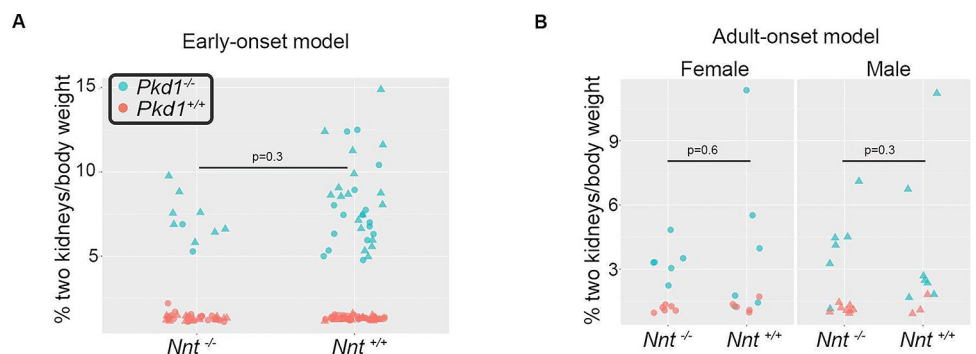 A
Early-onset model
% two kidneys/body weight
15
10
5
Pkd1-/-
Pkd1+/+
p=0.3
Nnt -/-
Nnt +/+
B
Adult-onset model
Female
Male
% two kidneys/body weight
9
6
3
p=0.6
p=0.3
Nnt -/-
Nnt +/+
Nnt -/-
Nnt +/+